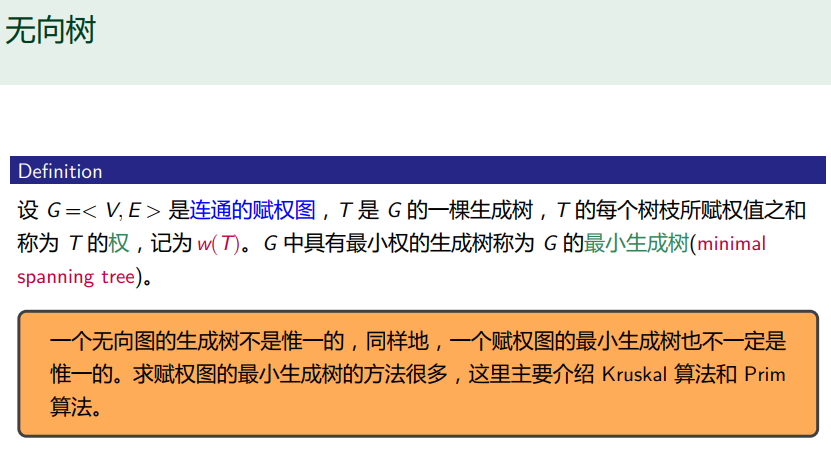 无向树
Definition
设 G =< V, E > 是连通的赋权图，T 是 G 的一棵生成树，T 的每个树枝所赋权值之和
称为 T 的权，记为 w(T)。G 中具有最小权的生成树称为 G 的最小生成树(minimal
spanning tree)。
一个无向图的生成树不是惟一的，同样地，一个赋权图的最小生成树也不一定是
惟一的。求赋权图的最小生成树的方法很多，这里主要介绍 Kruskal 算法和 Prim
算法。